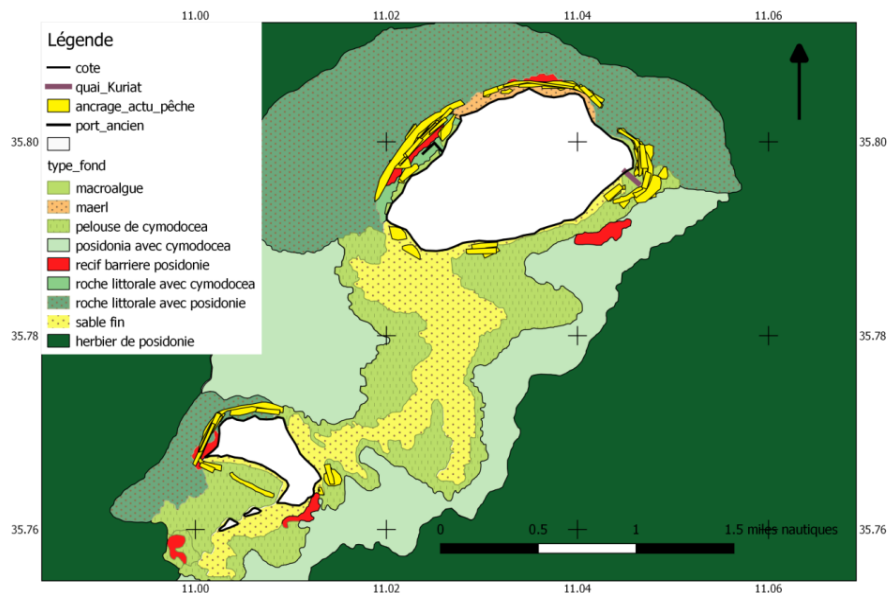 11.00 11.02 11.04 11.06
Légende
cote
quai_Kuriat
ancrage_actu_pêche
port_ancien
type_fond
macroalgue
maerl
pelouse de cymodocea
posidonia avec cymodocea
recif barriere posidonie
roche littorale avec cymodocea
roche littorale avec posidonie
sable fin
herbier de posidonie
35.80 35.80
35.78 35.78
35.76 35.76
0 0.5 1 1.5 miles nautiques
11.00 11.02 11.04 11.06